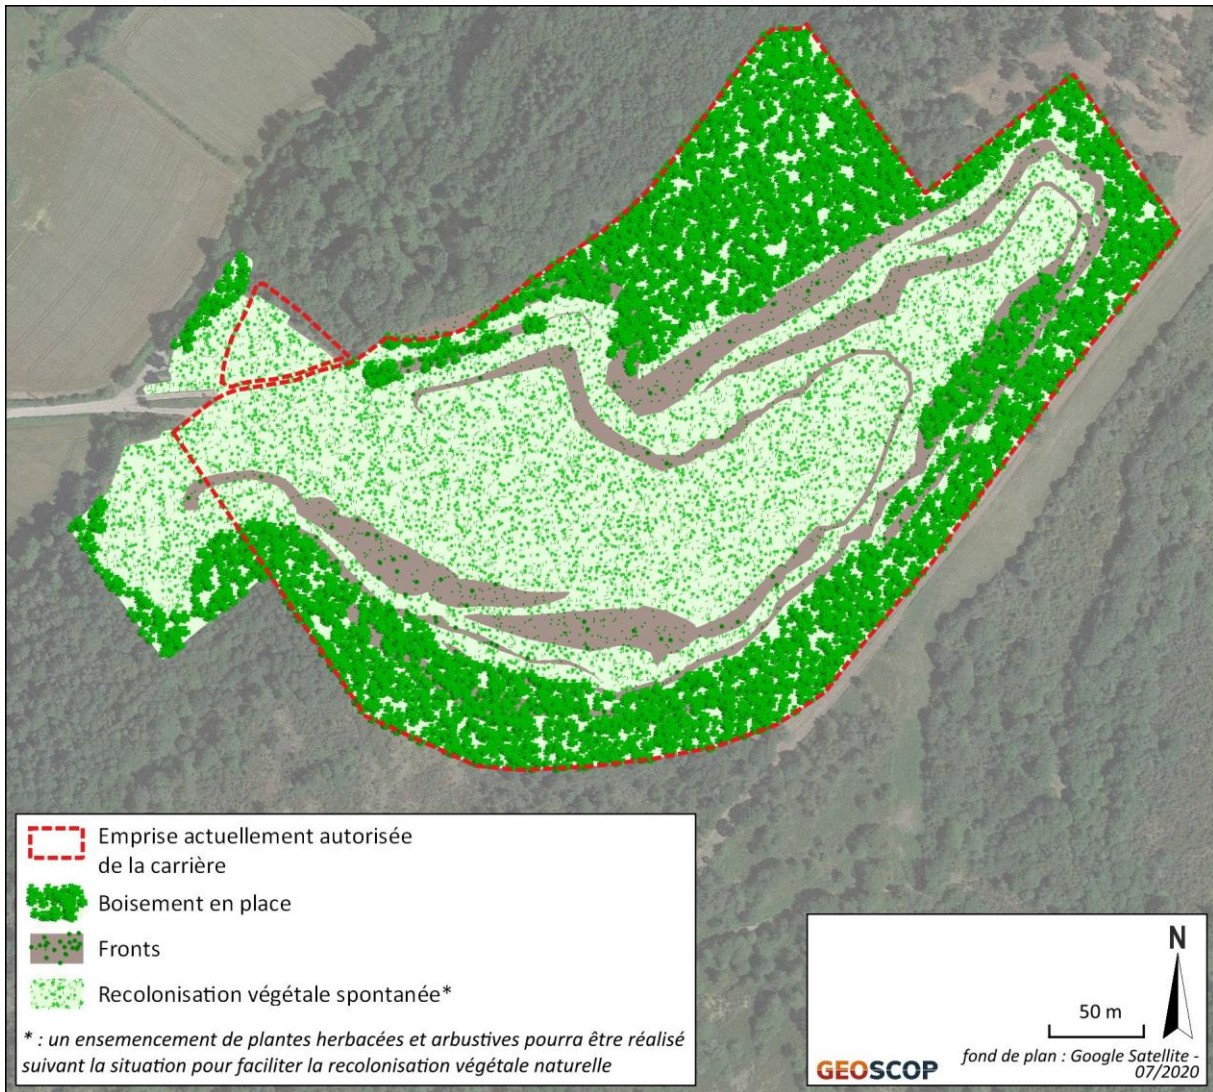 Emprise actuellement autorisée
de la carrière
Boisement en place
Fronts
Recolonisation végétale spontanée*
* : un ensemencement de plantes herbacées et arbustives pourra être réalisé
suivant la situation pour faciliter la recolonisation végétale naturelle
N
50 m
GEOSCOP
fond de plan : Google Satellite -
07/2020